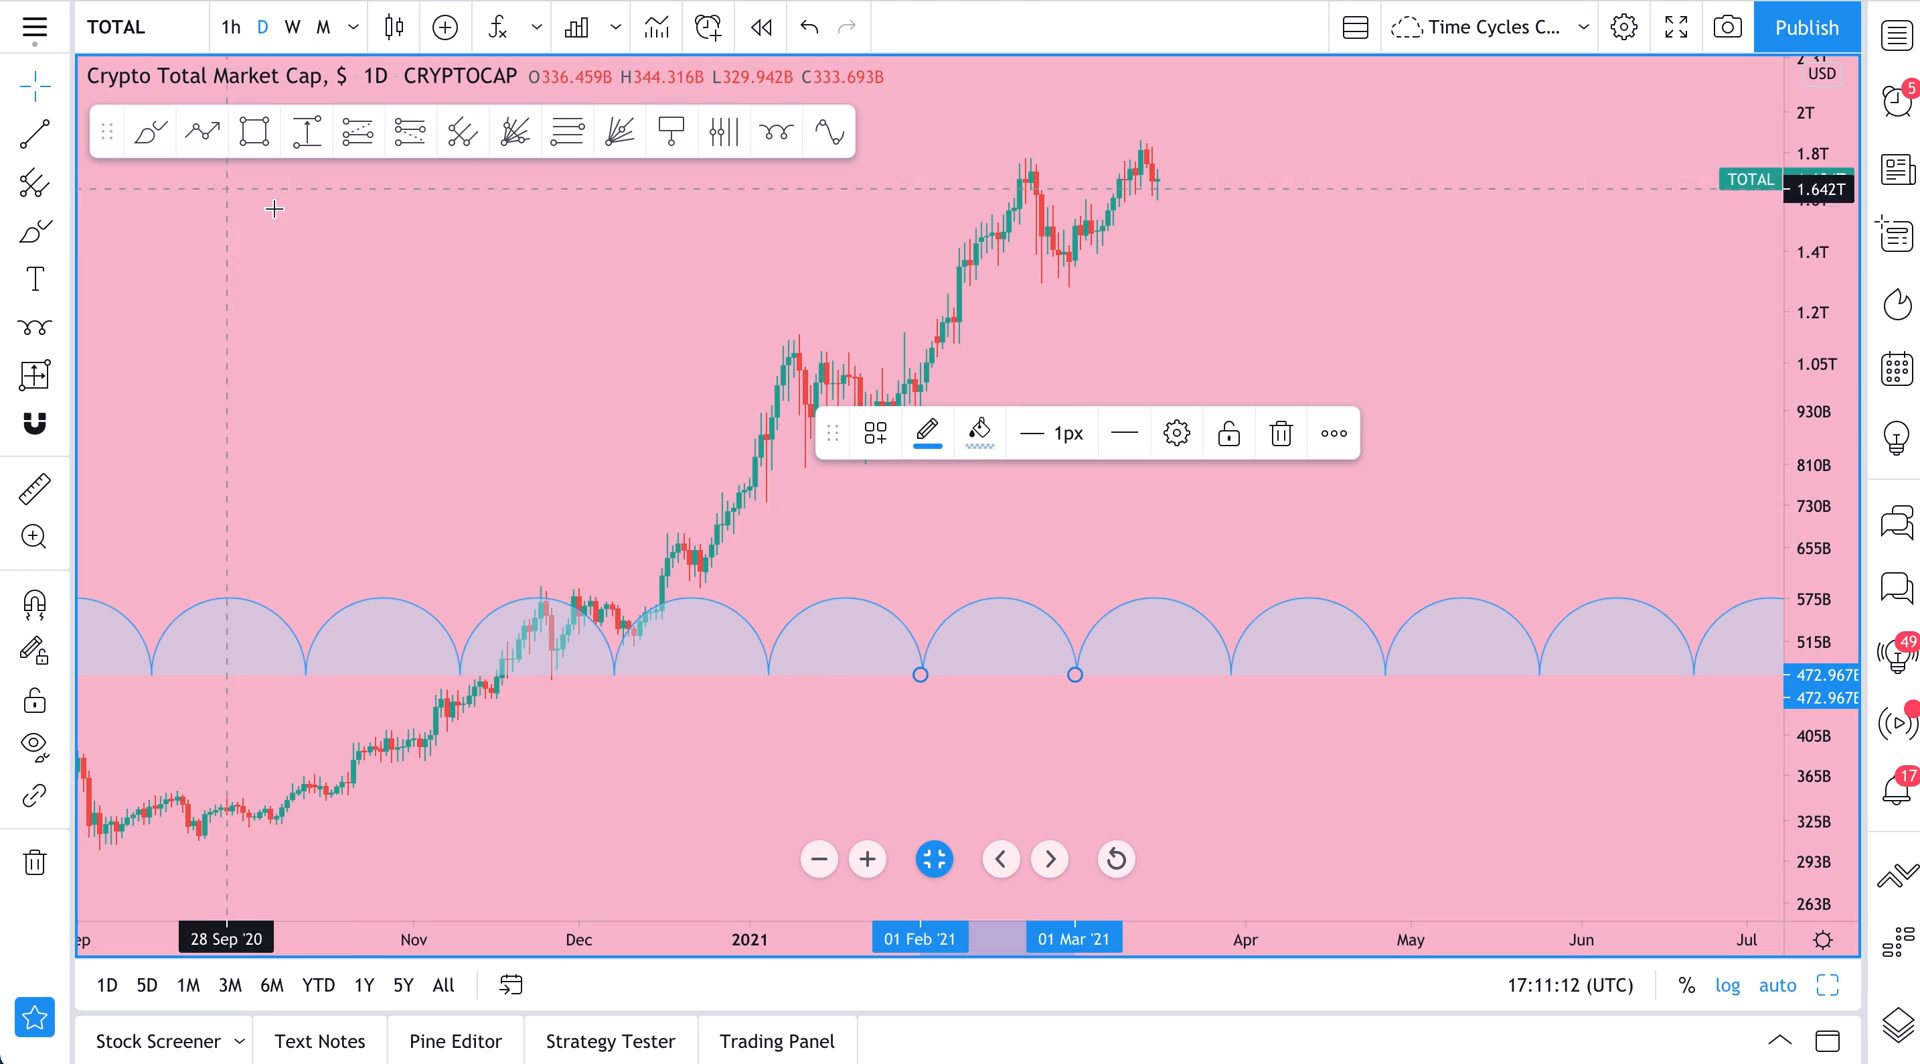 TOTAL 1h D W M Time Cycles C... Publish
Crypto Total Market Cap, $ 1D CRYPTOCAP O336.459B H344.316B L329.942B C333.693B
USD
2T
1.8T
TOTAL
1.642T
1.4T
1.2T
1.05T
930B
1px
810B
730B
655B
575B
515B
472.967B
472.967B
405B
365B
325B
293B
263B
28 Sep '20 Nov Dec 2021 01 Feb '21 01 Mar '21 Apr May Jun Jul
1D 5D 1M 3M 6M YTD 1Y 5Y All 17:11:12 (UTC) % log auto
Stock Screener Text Notes Pine Editor Strategy Tester Trading Panel
5
49
17